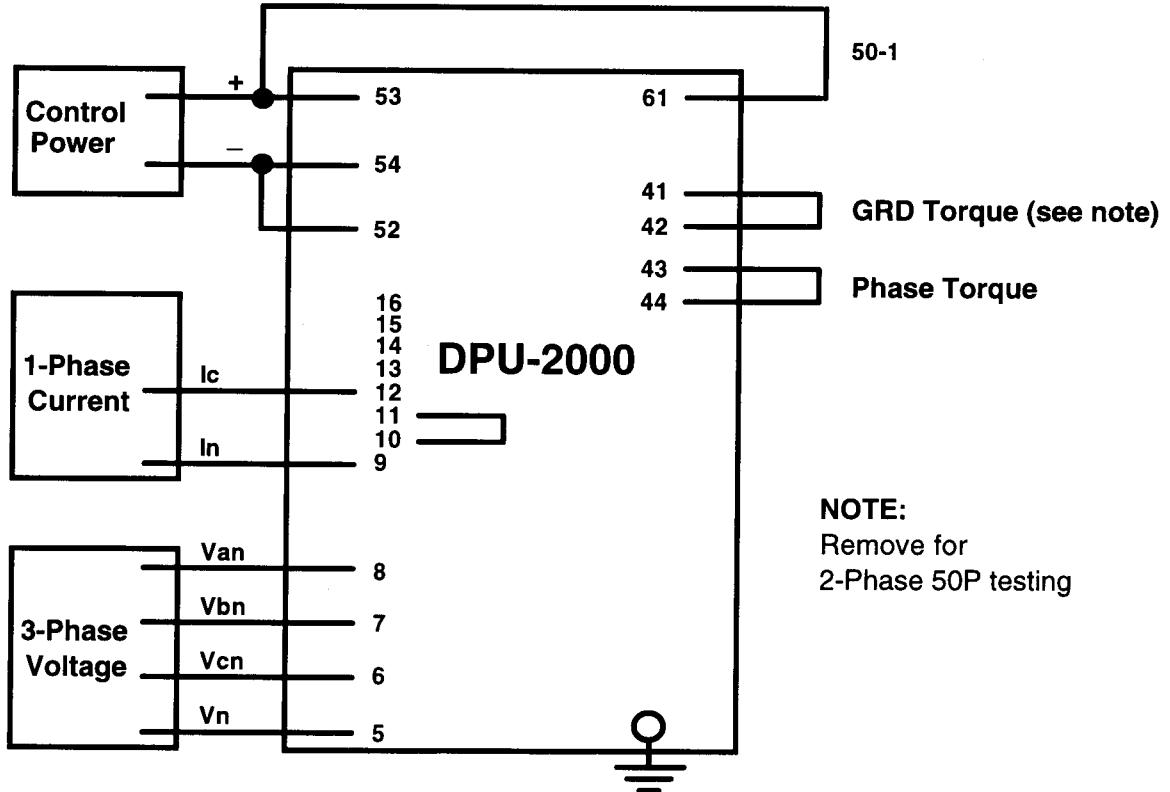 50-1
+
53
61
Control
Power
–
54
52
41
42
GRD Torque (see note)
43
44
Phase Torque
16
15
14
13
12
11
10
9
DPU-2000
1-Phase
Current
Ic
In
NOTE:
Remove for
2-Phase 50P testing
3-Phase
Voltage
Van
8
Vbn
7
Vcn
6
Vn
5